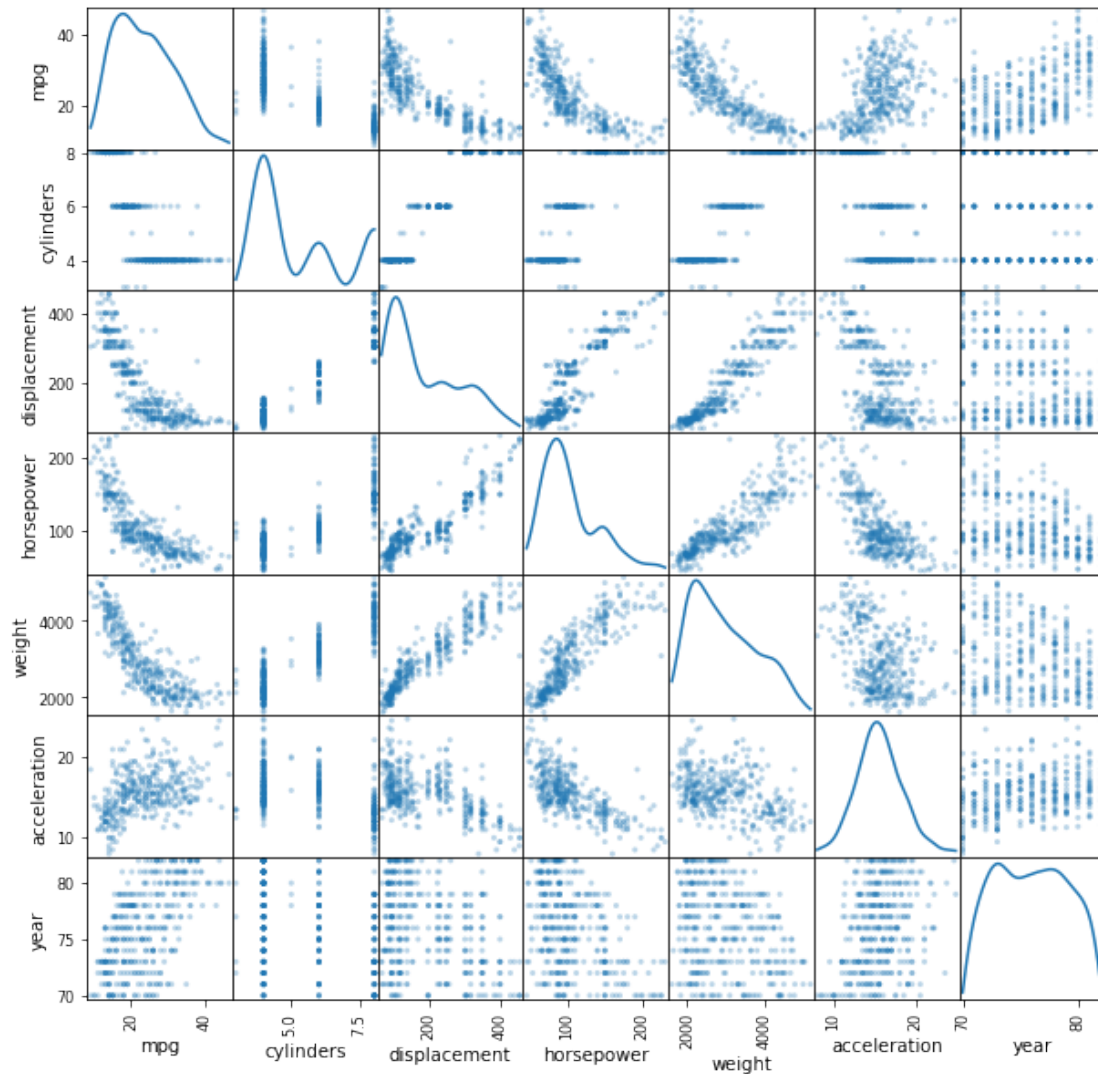 mpg
40
20
cylinders
8
6
4
displacement
400
200
horsepower
200
100
weight
4000
2000
acceleration
20
10
year
80
75
70
20 40
5.0 7.5
200 400
100 200
2000 4000
10 20
70 80
mpg cylinders displacement horsepower weight acceleration year